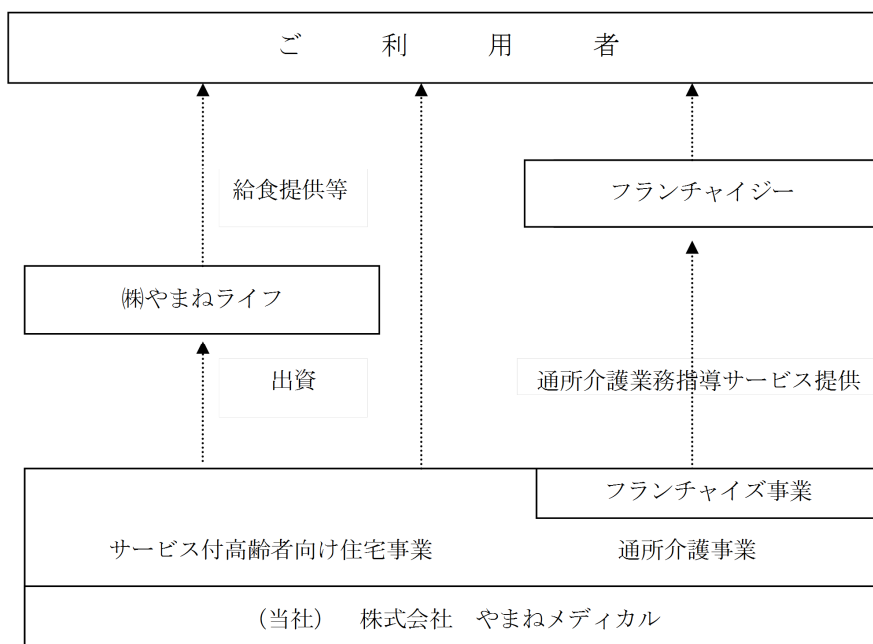 ご 利 用 者
給食提供等
フランチャイジー
㈱やまねライフ
出資
通所介護業務指導サービス提供
フランチャイズ事業
サービス付高齢者向け住宅事業
通所介護事業
(当社) 株式会社 やまねメディカル